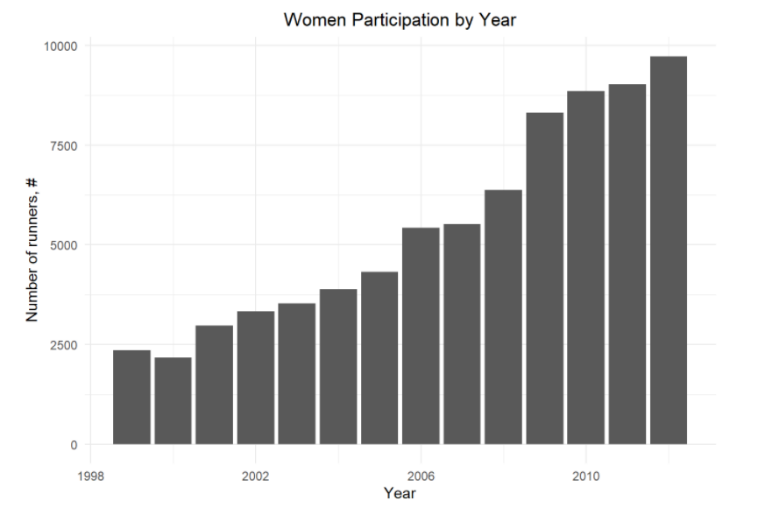 Women Participation by Year
10000
7500
5000
2500
0
Number of runners, #
1998 2002 2006 2010
Year